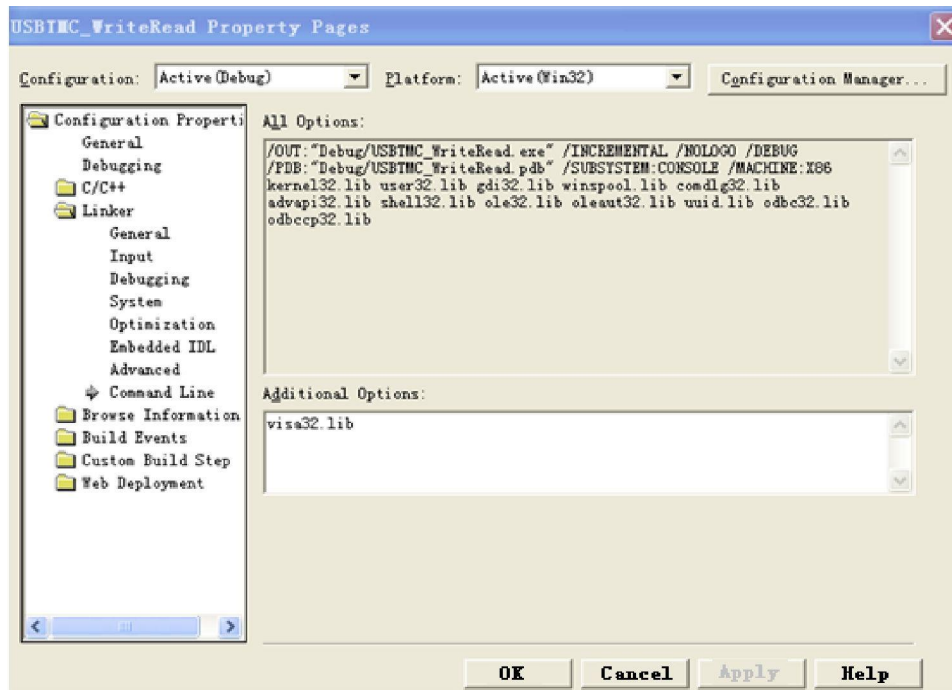 USBTMC_WriteRead Property Pages
Configuration: Active(Debug) Platform: Active(Win32) Configuration Manager...
Configuration Properti
General
Debugging
C/C++
Linker
General
Input
Debugging
System
Optimization
Embedded IDL
Advanced
Command Line
Browse Information
Build Events
Custom Build Step
Web Deployment
All Options:
/OUT:"Debug/USBTMC_WriteRead.exe" /INCREMENTAL /NOLOGO /DEBUG
/PDB:"Debug/USBTMC_WriteRead.pdb" /SUBSYSTEM:CONSOLE /MACHINE:X86
kernel32.lib user32.lib gdi32.lib winspool.lib comdlg32.lib
advapi32.lib shell32.lib ole32.lib oleaut32.lib uuid.lib odbc32.lib
odbccp32.lib
Additional Options:
visa32.lib
OK Cancel Apply Help